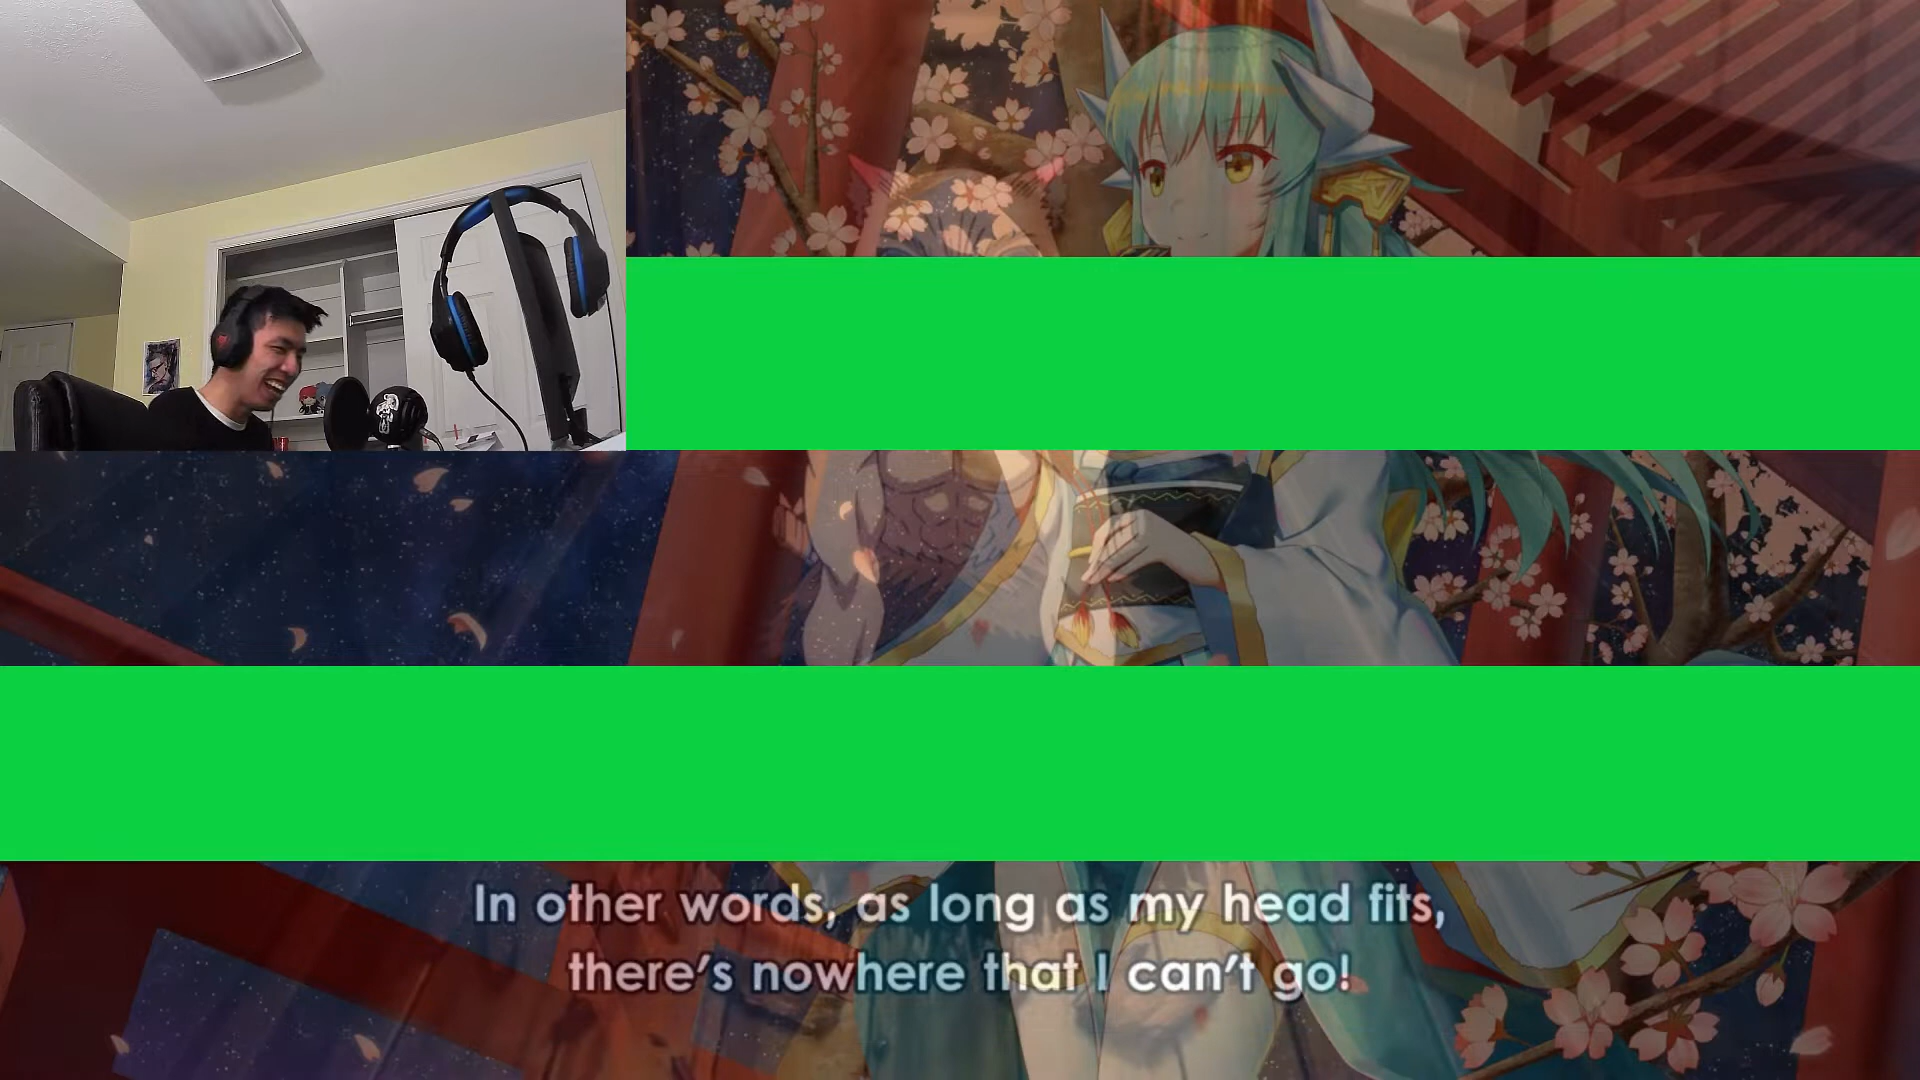 In other words, as long as my head fits,
there's nowhere that I can't go!